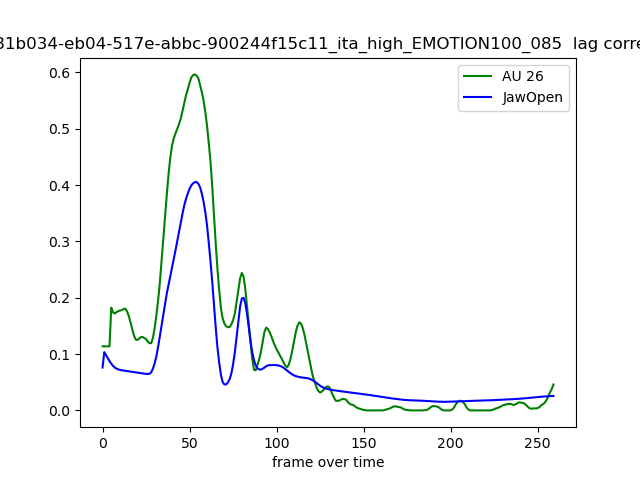 31b034-eb04-517e-abbc-900244f15c11_ita_high_EMOTION100_085 lag corre
AU 26
JawOpen
0.6
0.5
0.4
0.3
0.2
0.1
0.0
0 50 100 150 200 250
frame over time